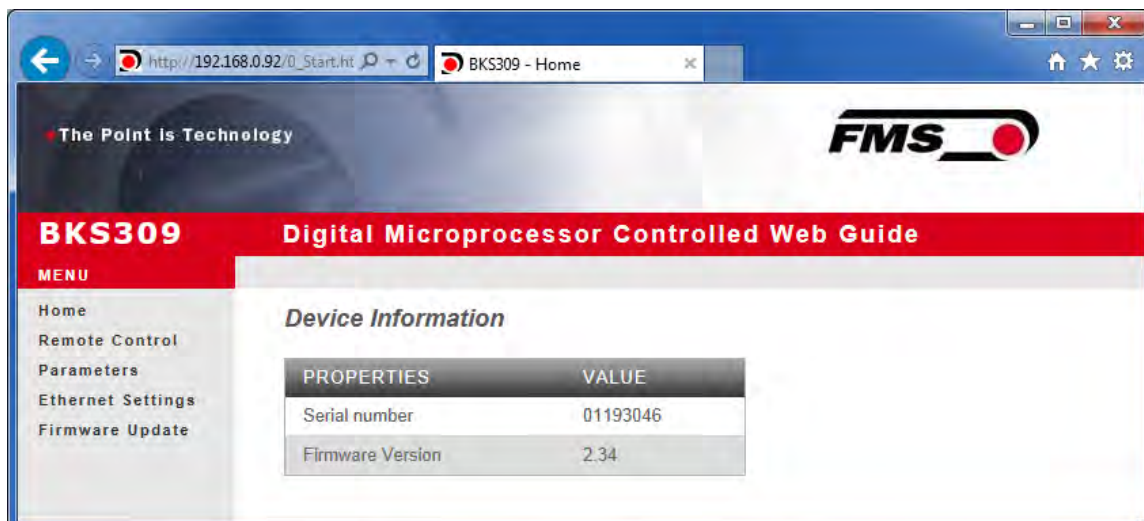 http://192.168.0.92/0_Start.ht
BKS309 - Home
The Point is Technology
FMS
BKS309
Digital Microprocessor Controlled Web Guide
MENU
Home
Remote Control
Parameters
Ethernet Settings
Firmware Update
Device Information
PROPERTIES VALUE
Serial number 01193046
Firmware Version 2.34